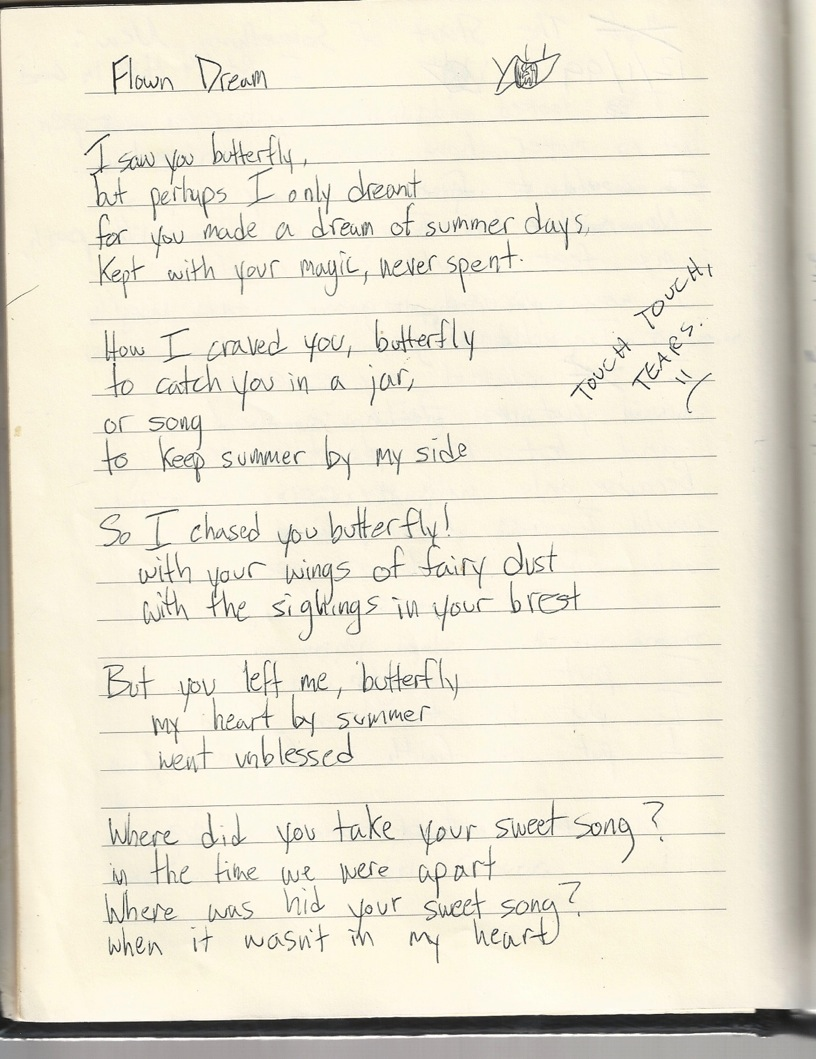 Flown Dream
I saw you butterfly,
but perhaps I only dreamt
for you made a dream of summer days,
kept with your magic, never spent.
How I craved you, butterfly
to catch you in a jar,
or song
to keep summer by my side
TOUCH TOUCH,
TEARS.
So I chased you butterfly!
with your wings of fairy dust
with the sightings in your brest
But you left me, butterfly
my heart by summer
went unblessed
Where did you take your sweet song?
in the time we were apart
Where was hid your sweet song?
when it wasn't in my heart